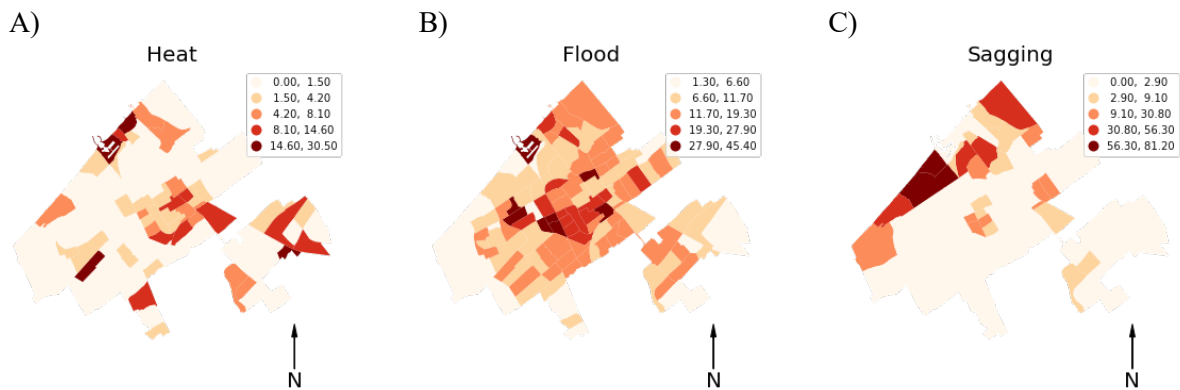 A)
Heat
0.00, 1.50
1.50, 4.20
4.20, 8.10
8.10, 14.60
14.60, 30.50
N
B)
Flood
1.30, 6.60
6.60, 11.70
11.70, 19.30
19.30, 27.90
27.90, 45.40
N
C)
Sagging
0.00, 2.90
2.90, 9.10
9.10, 30.80
30.80, 56.30
56.30, 81.20
N